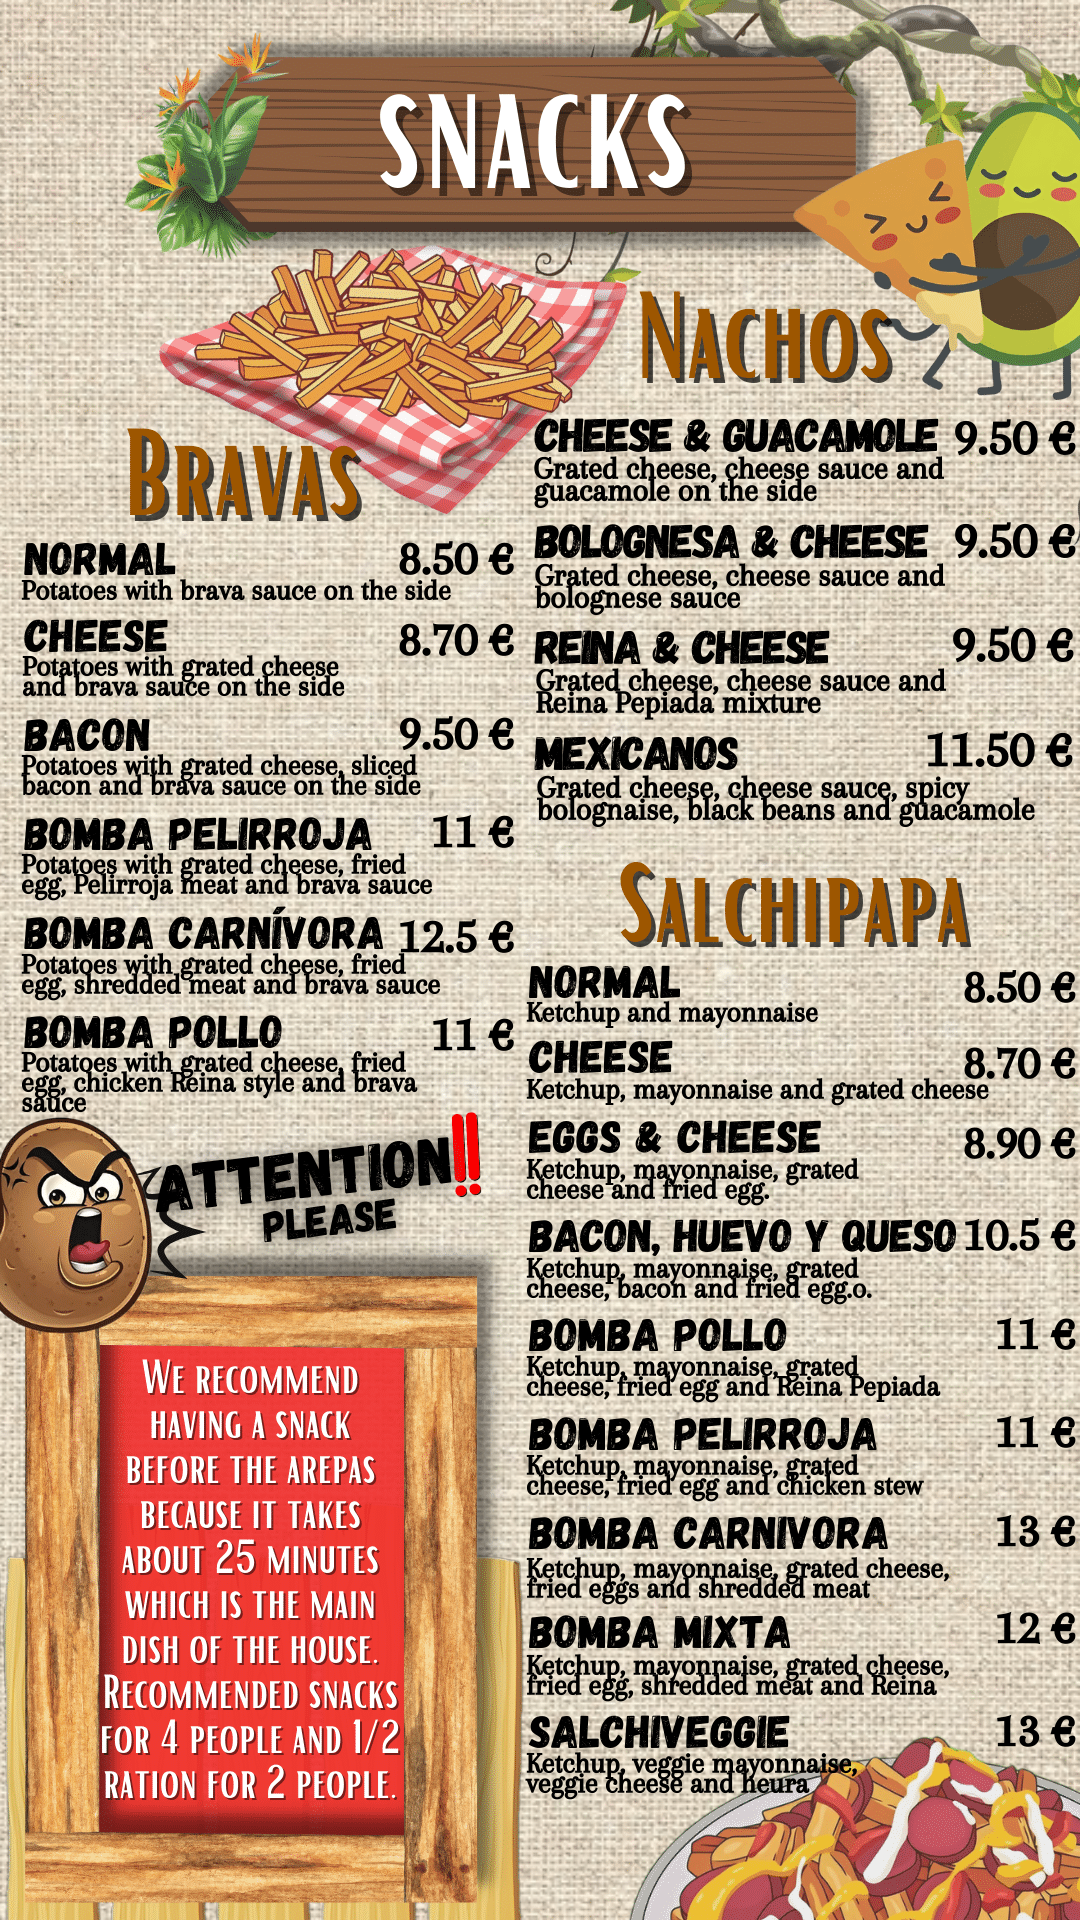 SNACKS
NACHOS
CHEESE & GUACAMOLE 9.50 €
Grated cheese, cheese sauce and
guacamole on the side
BOLOGNESA & CHEESE 9.50 €
Grated cheese, cheese sauce and
bolognese sauce
REINA & CHEESE 9.50 €
Grated cheese, cheese sauce and
Reina Pepiada mixture
MEXICANOS 11.50 €
Grated cheese, cheese sauce, spicy
bolognaise, black beans and guacamole
BRAVAS
NORMAL 8.50 €
Potatoes with brava sauce on the side
CHEESE 8.70 €
Potatoes with grated cheese
and brava sauce on the side
BACON 9.50 €
Potatoes with grated cheese, sliced
bacon and brava sauce on the side
BOMBA PELIRROJA 11 €
Potatoes with grated cheese, fried
egg, Pelirroja meat and brava sauce
BOMBA CARNÍVORA 12.5 €
Potatoes with grated cheese, fried
egg, shredded meat and brava sauce
BOMBA POLLO 11 €
Potatoes with grated cheese, fried
egg, chicken Reina style and brava
sauce
SALCHIPAPA
NORMAL 8.50 €
Ketchup and mayonnaise
CHEESE 8.70 €
Ketchup, mayonnaise and grated cheese
EGGS & CHEESE 8.90 €
Ketchup, mayonnaise, grated
cheese and fried egg.
BACON, HUEVO Y QUESO 10.5 €
Ketchup, mayonnaise, grated
cheese, bacon and fried egg.o.
BOMBA POLLO 11 €
Ketchup, mayonnaise, grated
cheese, fried egg and Reina Pepiada
BOMBA PELIRROJA 11 €
Ketchup, mayonnaise, grated
cheese, fried egg and chicken stew
BOMBA CARNIVORA 13 €
Ketchup, mayonnaise, grated cheese,
fried eggs and shredded meat
BOMBA MIXTA 12 €
Ketchup, mayonnaise, grated cheese,
fried egg, shredded meat and Reina
SALCHIVEGGIE 13 €
Ketchup, veggie mayonnaise,
veggie cheese and heura
ATTENTION!!
PLEASE
WE RECOMMEND
HAVING A SNACK
BEFORE THE AREPAS
BECAUSE IT TAKES
ABOUT 25 MINUTES
WHICH IS THE MAIN
DISH OF THE HOUSE.
RECOMMENDED SNACKS
FOR 4 PEOPLE AND 1/2
RATION FOR 2 PEOPLE.